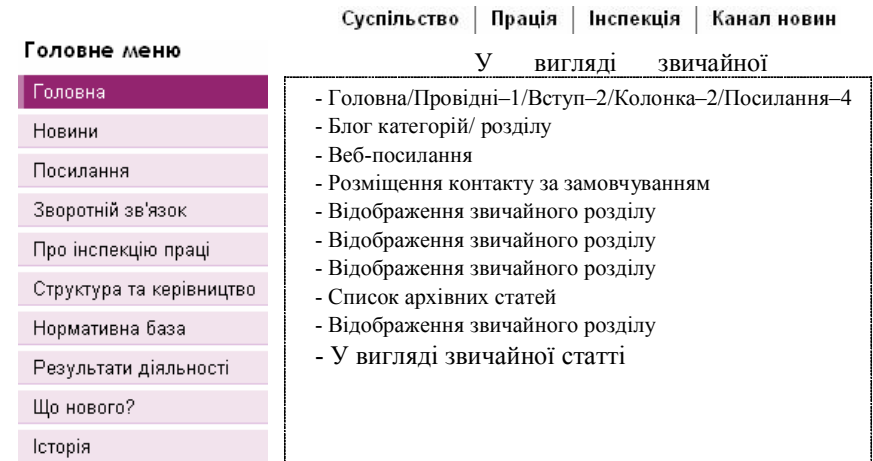 Суспільство | Праця | Інспекція | Канал новин
У вигляді звичайної
Головне меню
Головна
Новини
Посилання
Зворотній зв'язок
Про інспекцію праці
Структура та керівництво
Нормативна база
Результати діяльності
Що нового?
Історія
- Головна/Провідні–1/Вступ–2/Колонка–2/Посилання–4
- Блог категорій/ розділу
- Веб-посилання
- Розміщення контакту за замовчуванням
- Відображення звичайного розділу
- Відображення звичайного розділу
- Відображення звичайного розділу
- Список архівних статей
- Відображення звичайного розділу
- У вигляді звичайної статті